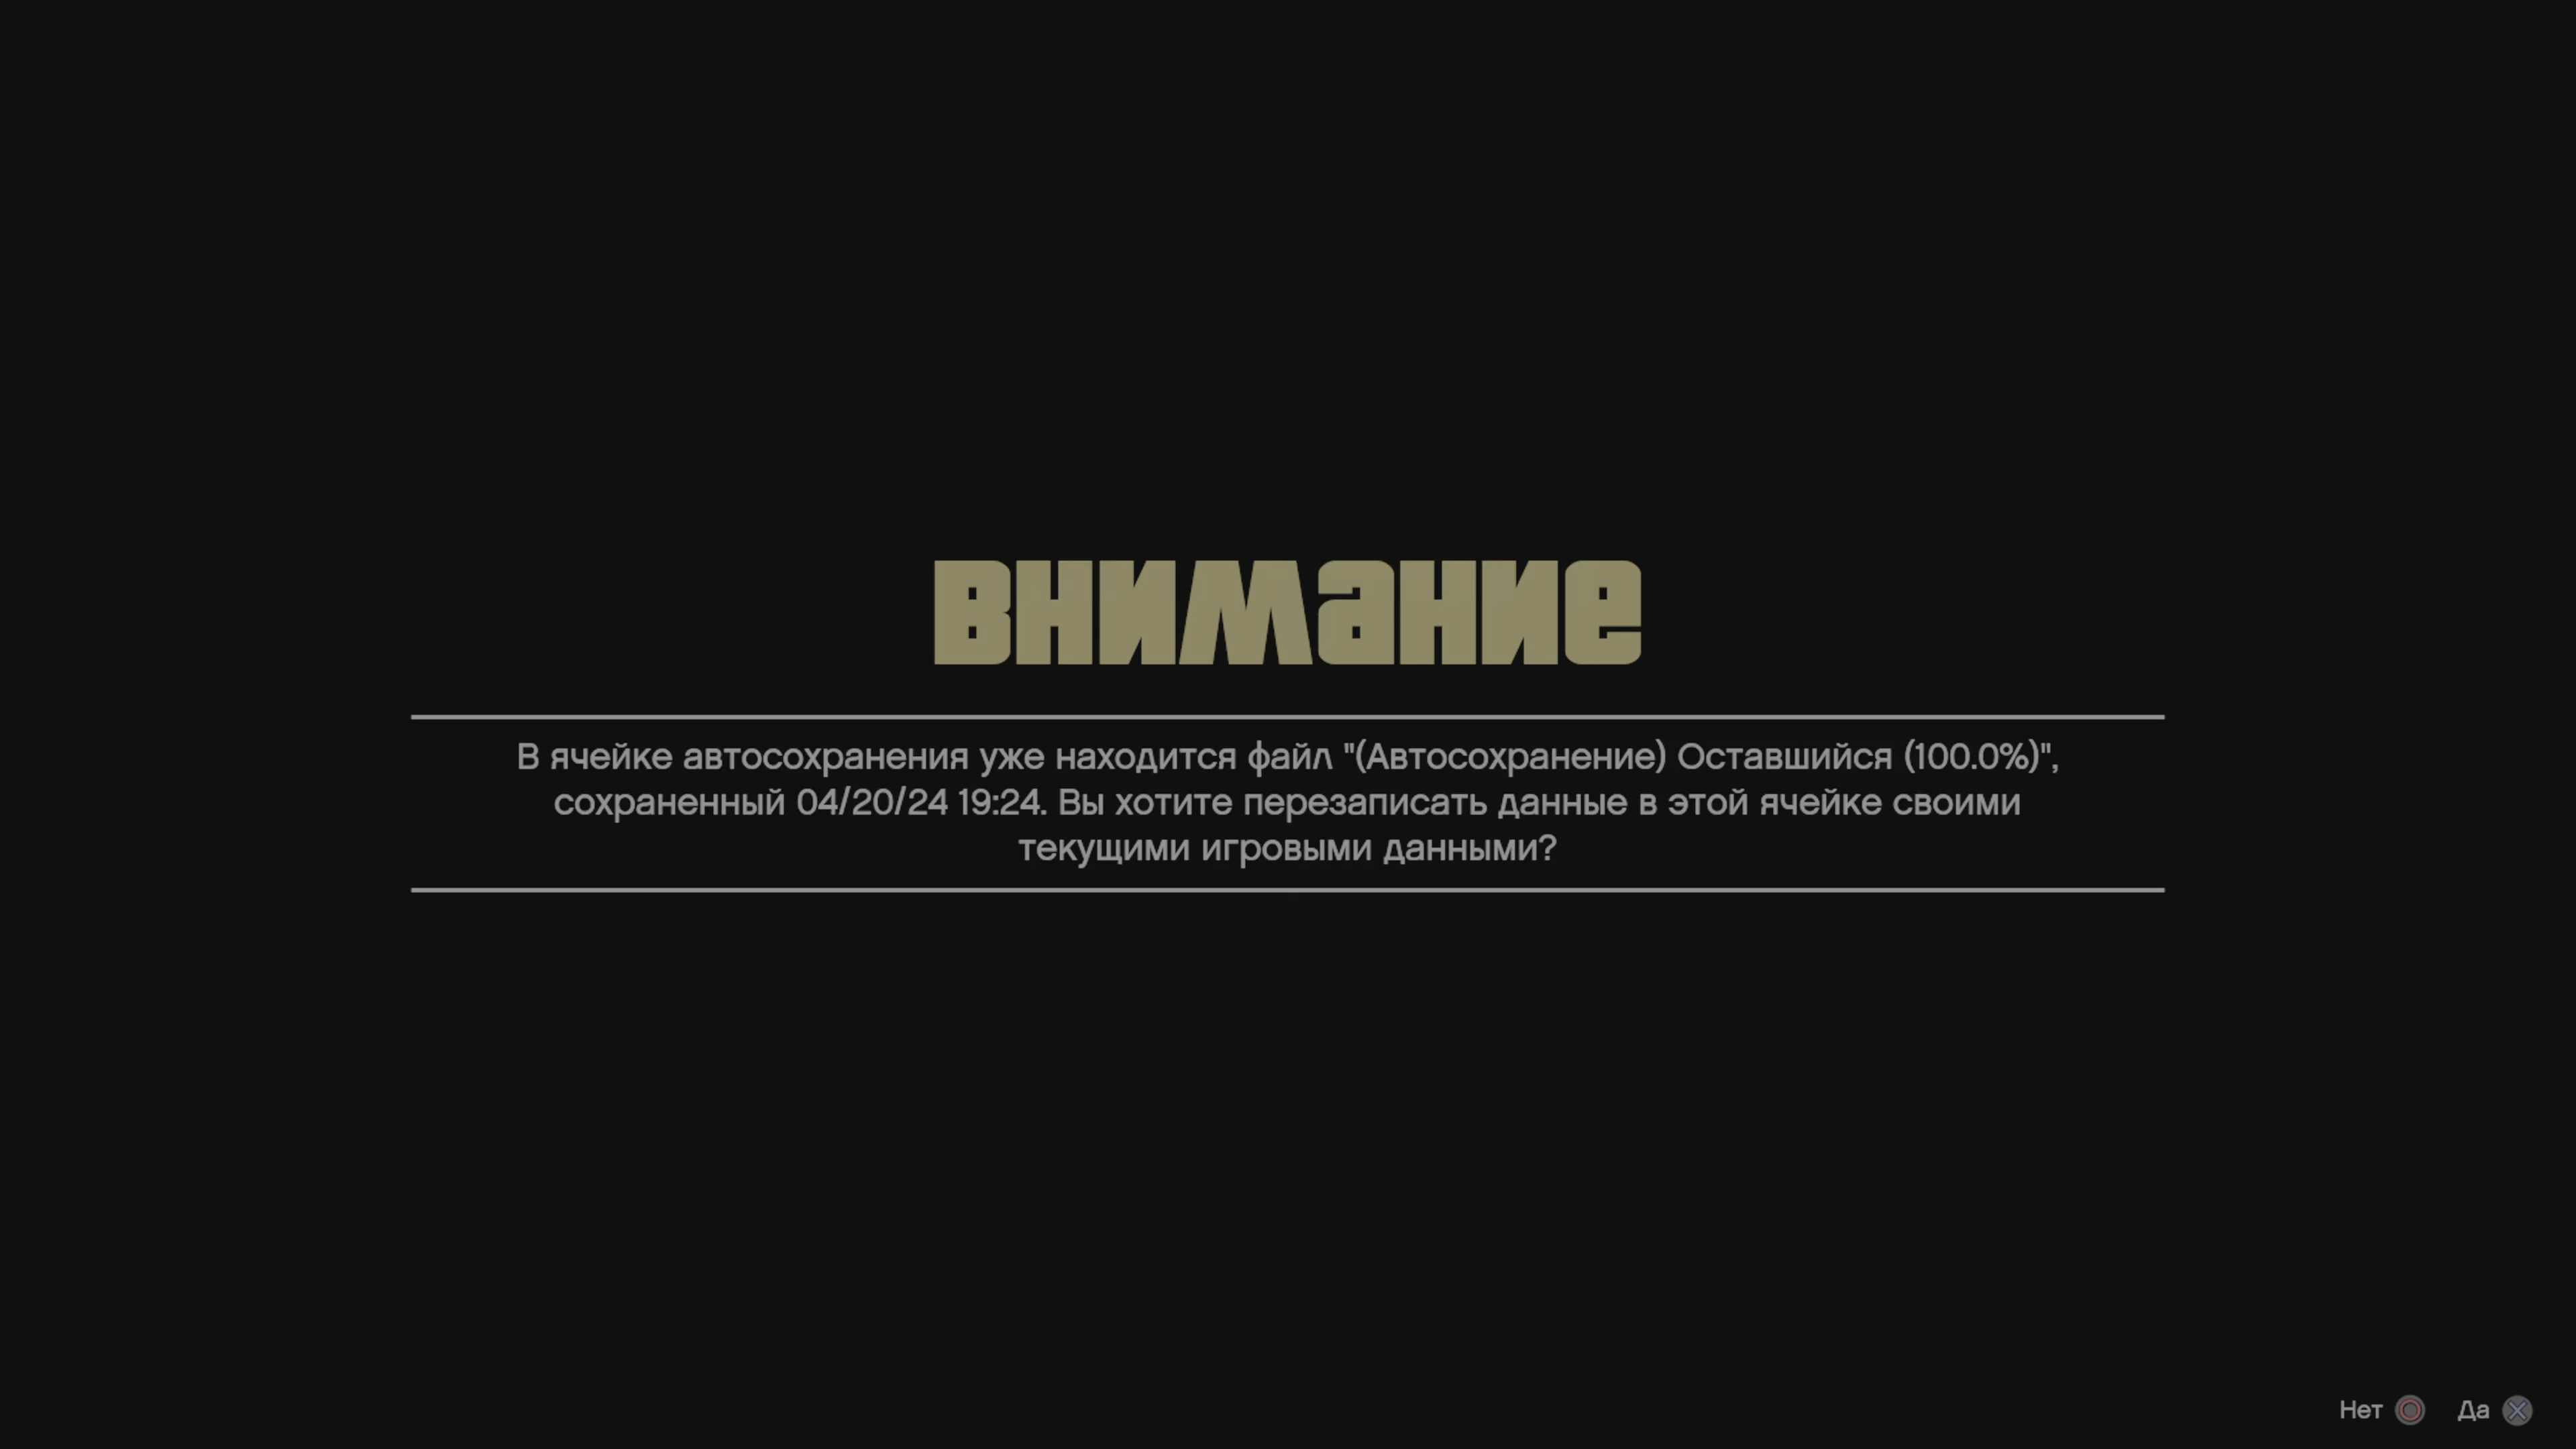 внимание
В ячейке автосохранения уже находится файл "(Автосохранение) Оставшийся (100.0%)",
сохраненный 04/20/24 19:24. Вы хотите перезаписать данные в этой ячейке своими
текущими игровыми данными?
Нет Да